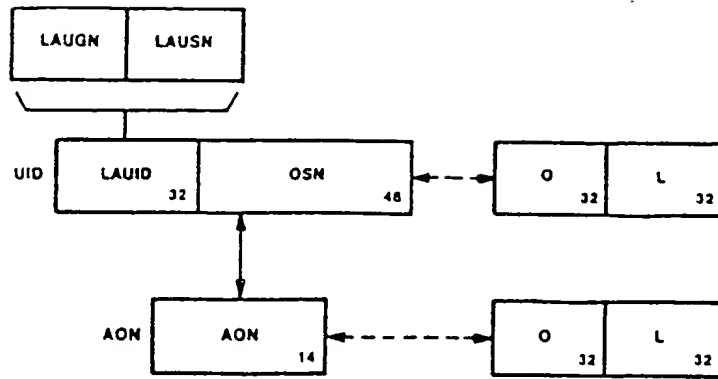 LAUGN LAUSN
UID LAUID 32 OSN 48 O 32 L 32
AON AON 14 O 32 L 32